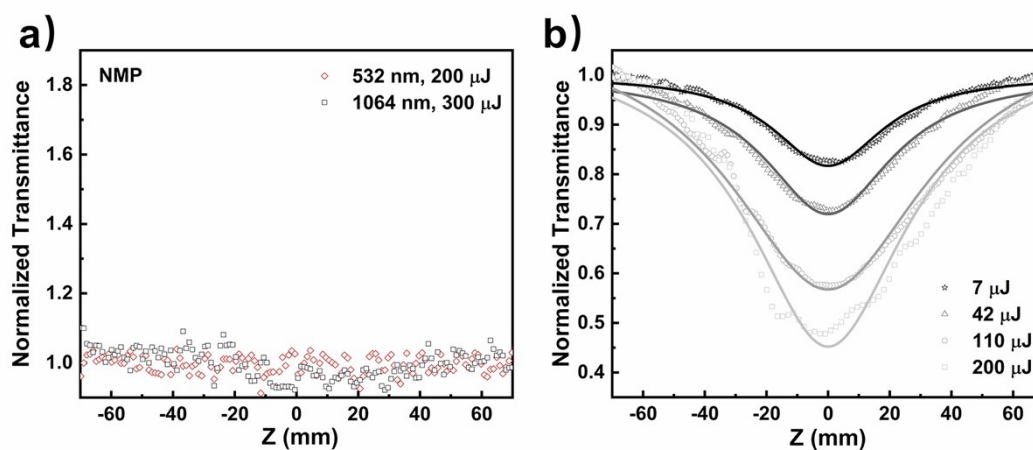 a)
NMP
532 nm, 200 μJ
1064 nm, 300 μJ
Normalized Transmittance
1.8
1.6
1.4
1.2
1.0
-60 -40 -20 0 20 40 60
Z (mm)
b)
Normalized Transmittance
1.0
0.9
0.8
0.7
0.6
0.5
0.4
7 μJ
42 μJ
110 μJ
200 μJ
-60 -40 -20 0 20 40 60
Z (mm)